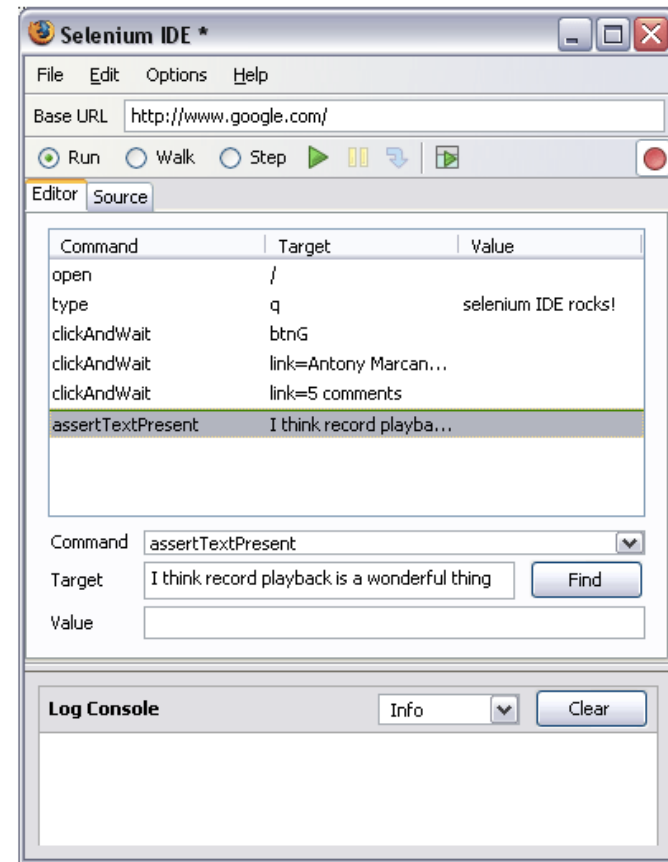 Selenium IDE *
File Edit Options Help
Base URL http://www.google.com/
Run Walk Step
Editor Source
Command Target Value
open /
type q selenium IDE rocks!
clickAndWait btnG
clickAndWait link=Antony Marcan...
clickAndWait link=5 comments
assertTextPresent I think record playba...
Command assertTextPresent
Target I think record playback is a wonderful thing Find
Value
Log Console Info Clear